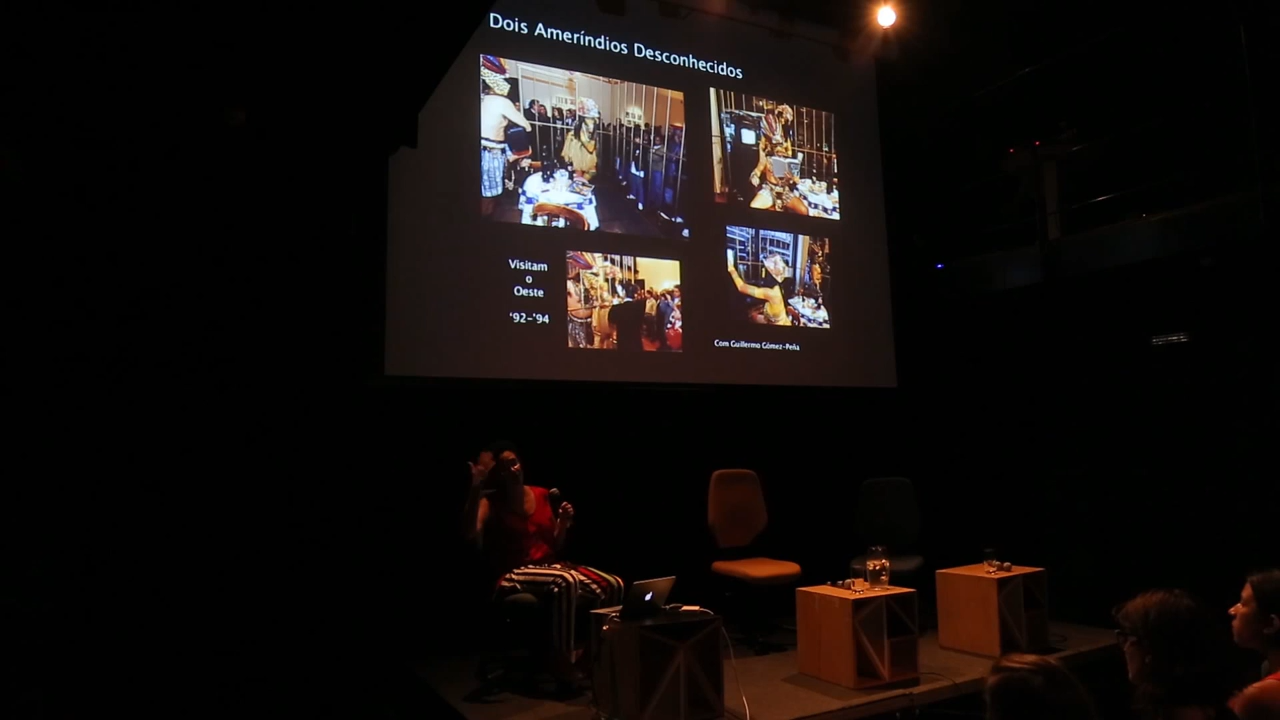 Dois Ameríndios Desconhecidos
Visitam
o
Oeste
'92-'94
Com Guillermo Gómez-Peña